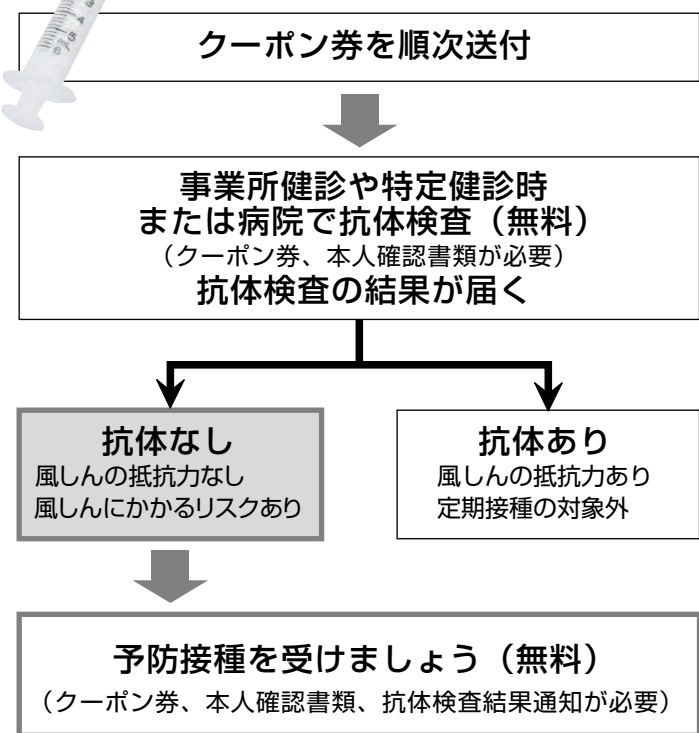 クーポン券を順次送付
事業所健診や特定健診時
または病院で抗体検査（無料）
（クーポン券、本人確認書類が必要）
抗体検査の結果が届く
抗体なし
風しんの抵抗力なし
風しんにかかるリスクあり
抗体あり
風しんの抵抗力あり
定期接種の対象外
予防接種を受けましょう（無料）
（クーポン券、本人確認書類、抗体検査結果通知が必要）